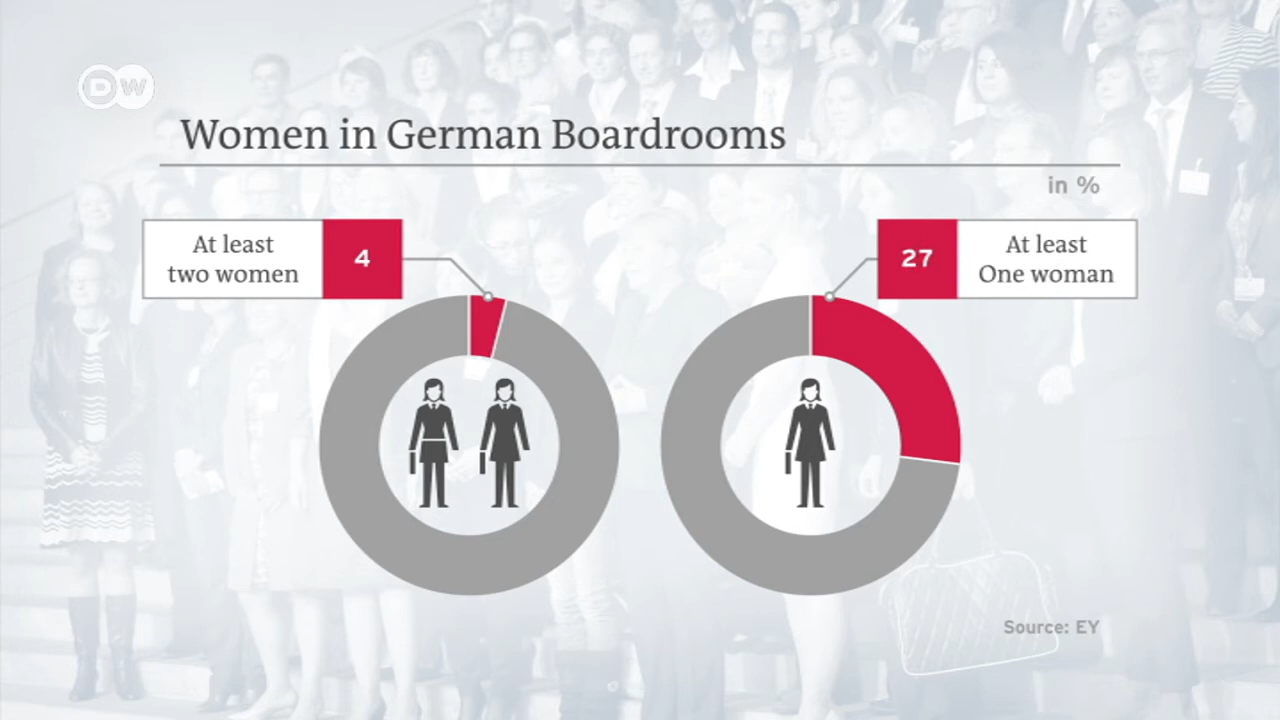 DW
Women in German Boardrooms
in %
At least
two women
4
27
At least
One woman
Source: EY